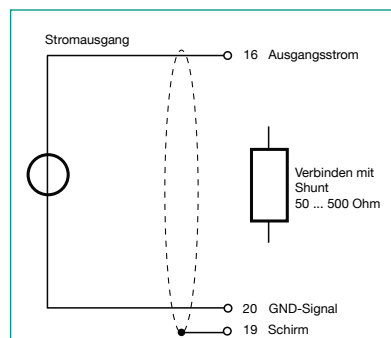 Stromausgang
16 Ausgangsstrom
Verbinden mit
Shunt
50 ... 500 Ohm
20 GND-Signal
19 Schirm